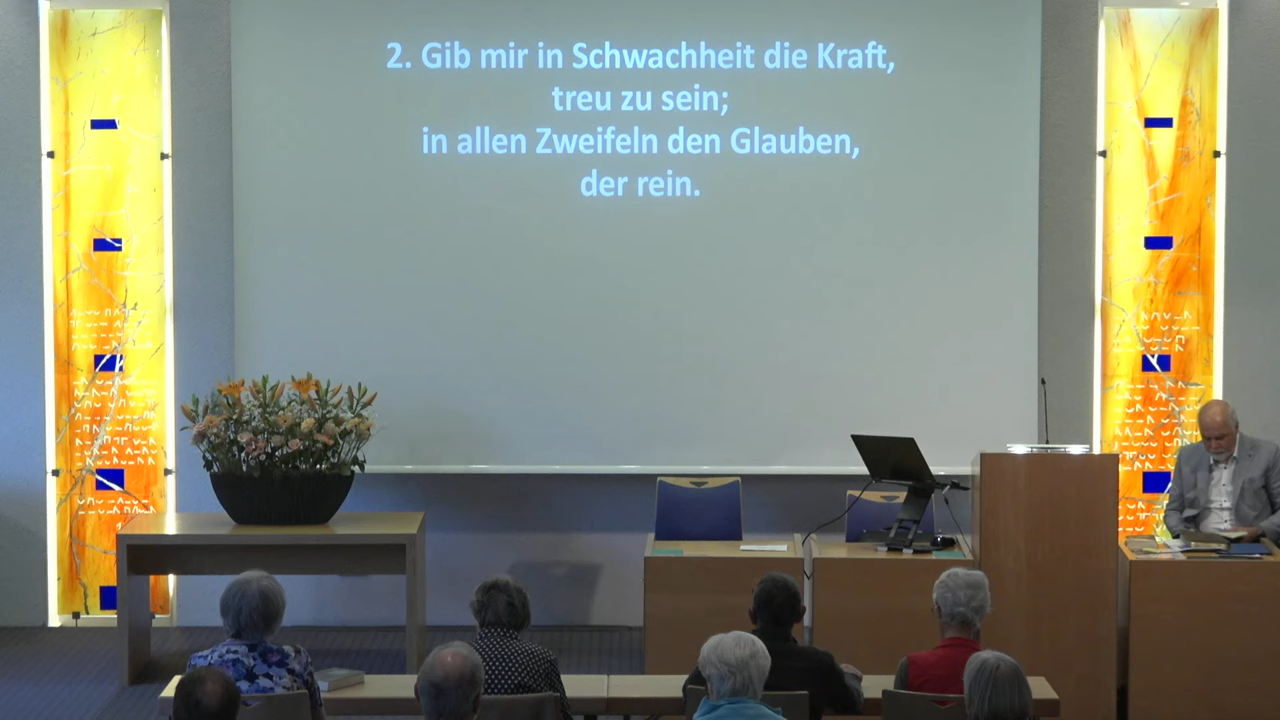 2. Gib mir in Schwachheit die Kraft,
treu zu sein;
in allen Zweifeln den Glauben,
der rein.